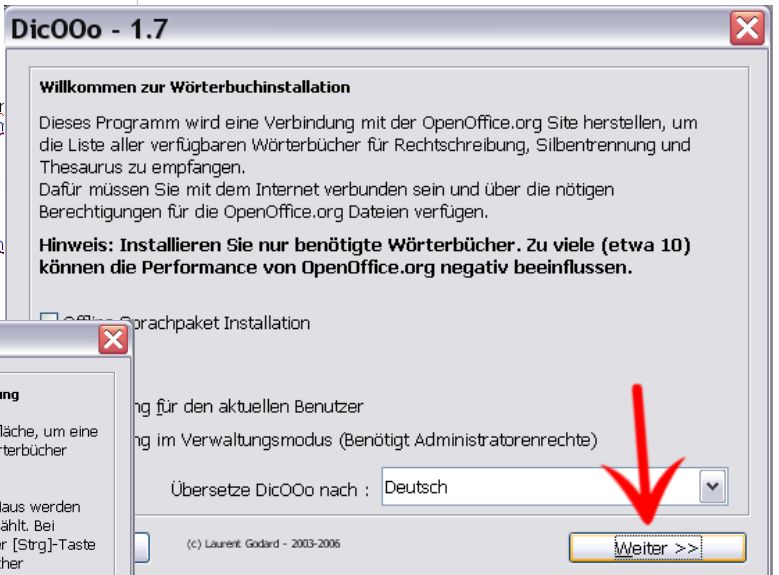 DicOOo - 1.7
Willkommen zur Wörterbuchinstallation
Dieses Programm wird eine Verbindung mit der OpenOffice.org Site herstellen, um
die Liste aller verfügbaren Wörterbücher für Rechtschreibung, Silbentrennung und
Thesaurus zu empfangen.
Dafür müssen Sie mit dem Internet verbunden sein und über die nötigen
Berechtigungen für die OpenOffice.org Dateien verfügen.
Hinweis: Installieren Sie nur benötigte Wörterbücher. Zu viele (etwa 10)
können die Performance von OpenOffice.org negativ beeinflussen.
Offline Sprachpaket Installation
ng für den aktuellen Benutzer
ng im Verwaltungsmodus (Benötigt Administratorenrechte)
Übersetze DicOOo nach : Deutsch
(c) Laurent Godard - 2003-2006
Weiter >>
ung
läche, um eine
rterbücher
Maus werden
ählt. Bei
er [Strg]-Taste
cher